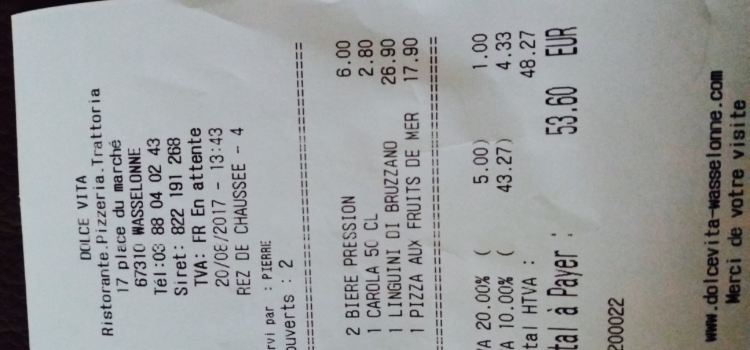 DOLCE VITA
Ristorante.Pizzeria.Trattoria
17 place du marché
67310 WASSELONNE
Tél:03 88 04 02 43
Siret: 822 191 268
TVA: FR En attente
20/08/2017 - 13:43
REZ DE CHAUSSEE - 4
rvi par : PIERRE
ouverts : 2
==============================
2 BIERE PRESSION 6.00
1 CAROLA 50 CL 2.80
1 LINGUINI DI BRUZZANO 26.90
1 PIZZA AUX FRUITS DE MER 17.90
==============================
VA 20.00% ( 5.00) 1.00
VA 10.00% ( 43.27) 4.33
tal HTVA : 48.27
tal à Payer : 53.60 EUR
200022
www.dolcevita-wasselonne.com
Merci de votre visite